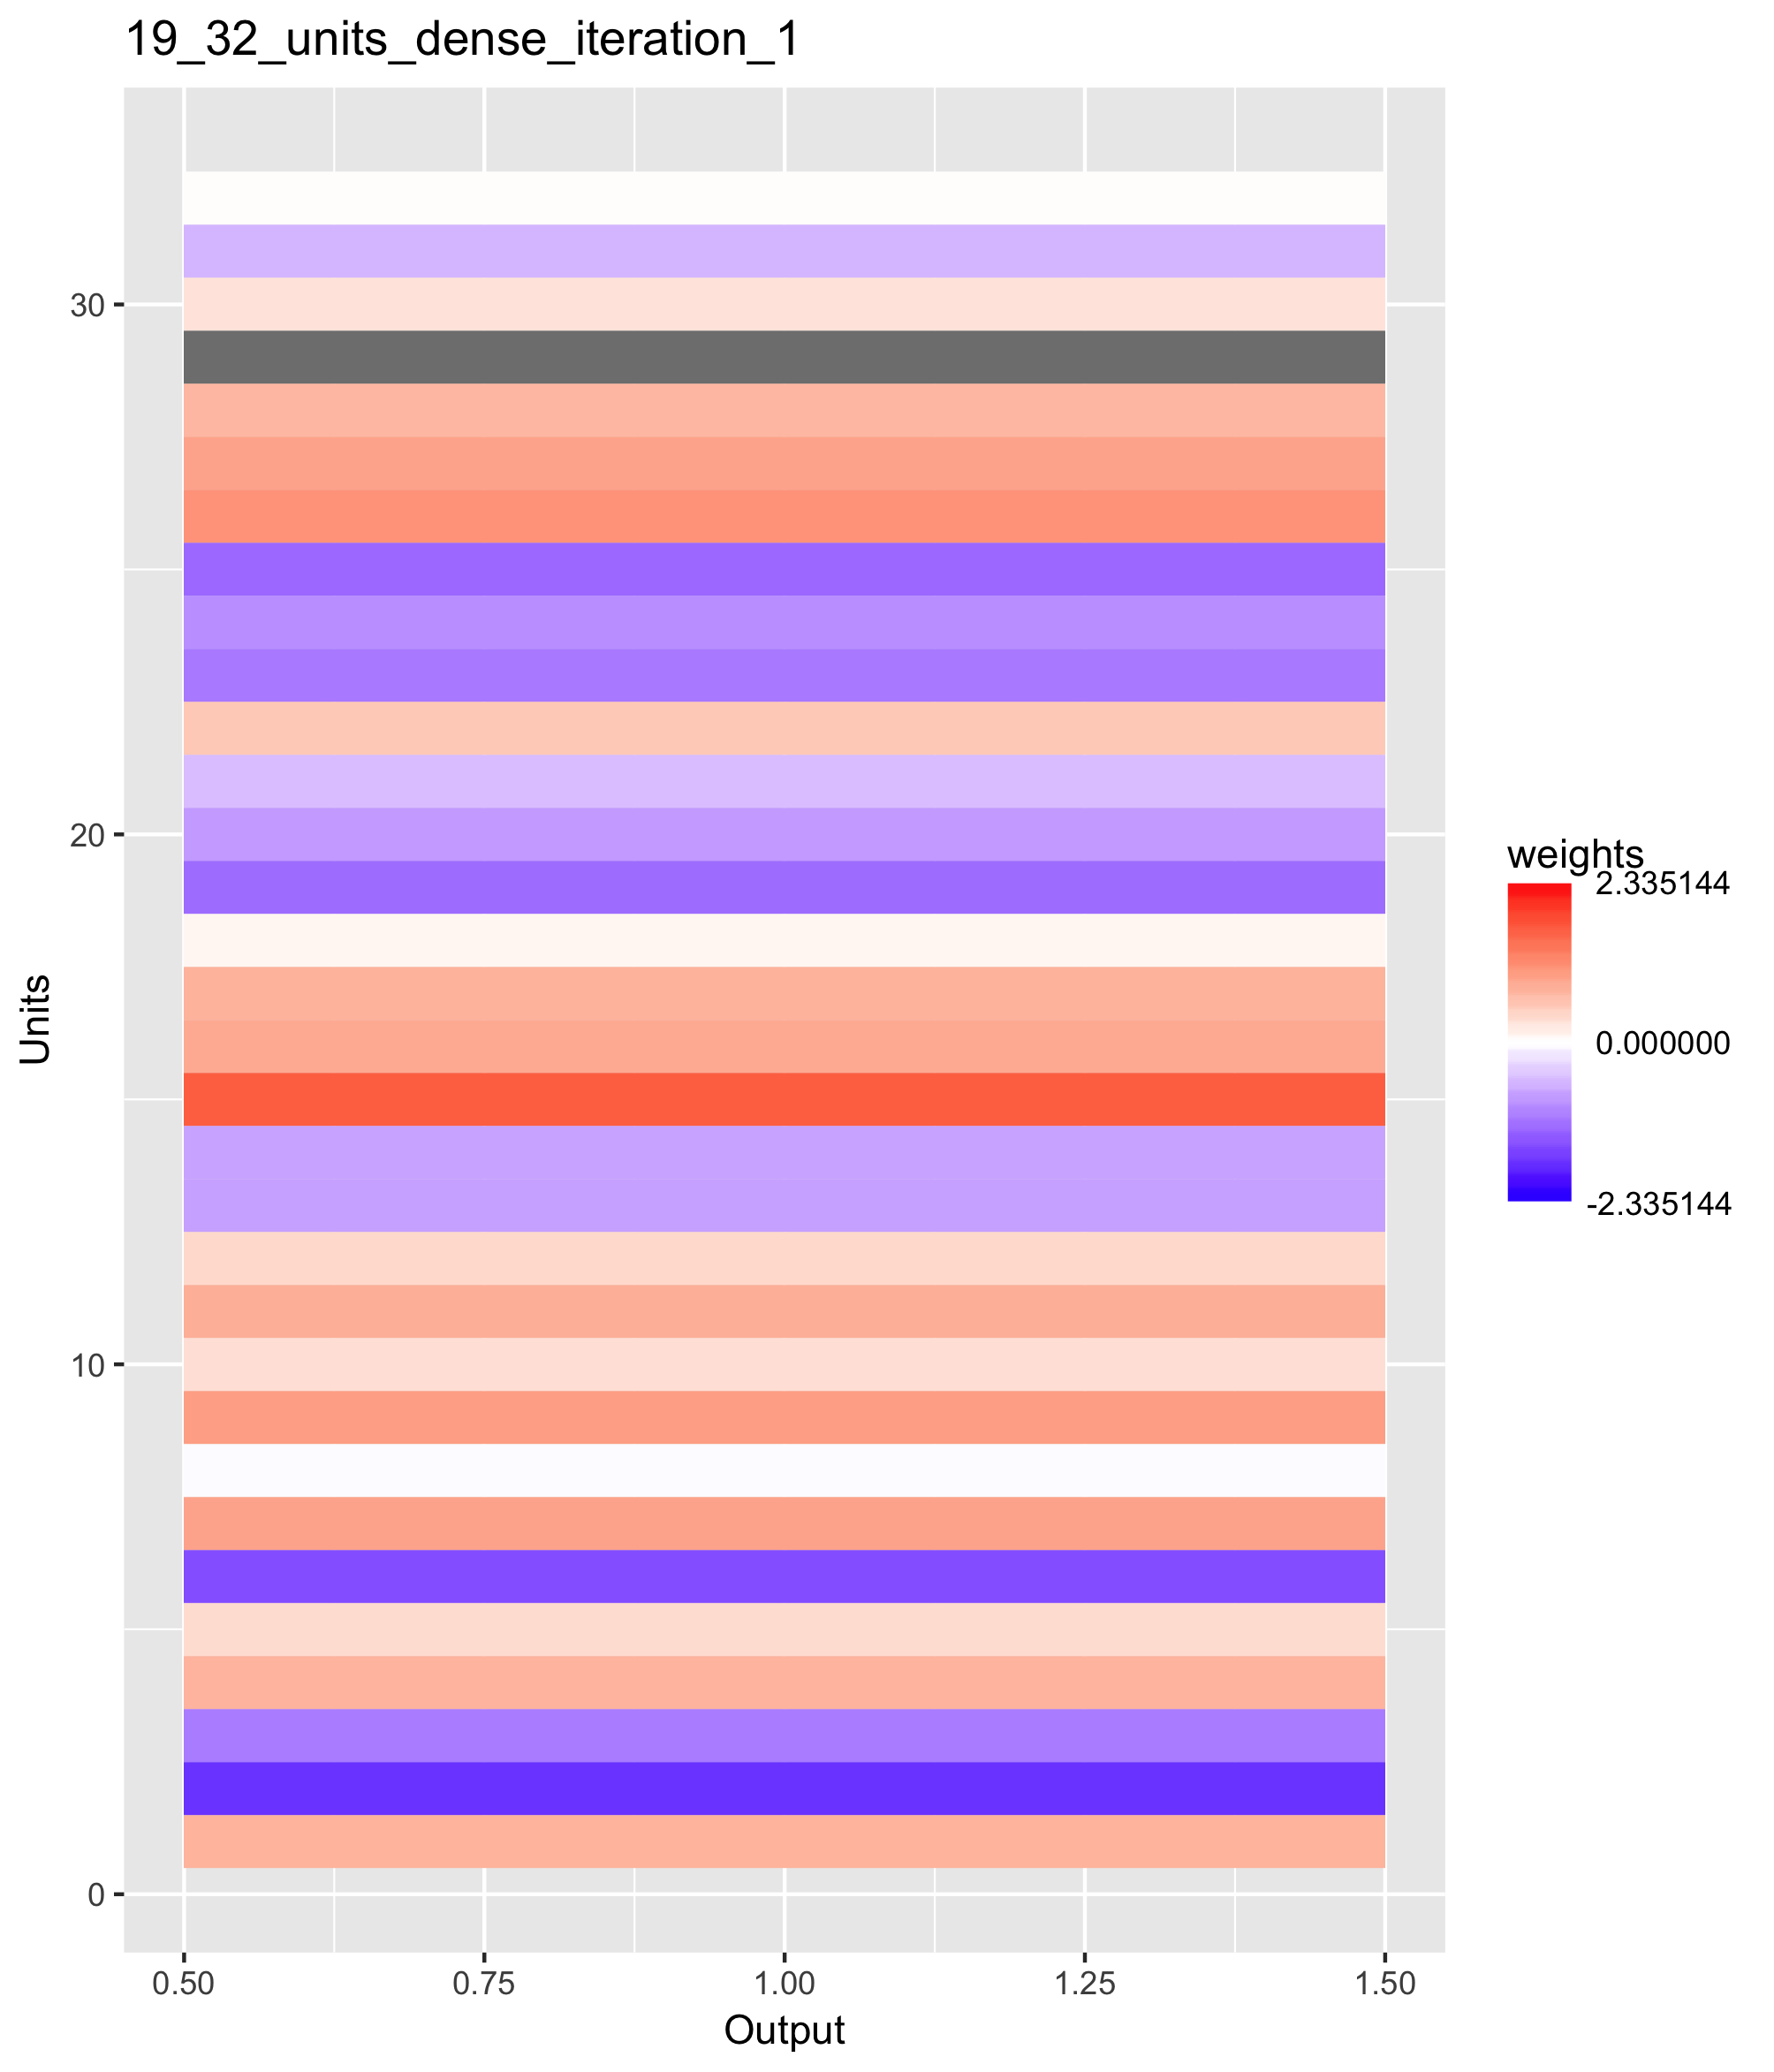 19_32_units_dense_iteration_1
30
20
10
0
Units
0.50 0.75 1.00 1.25 1.50
Output
weights
2.335144
0.000000
-2.335144